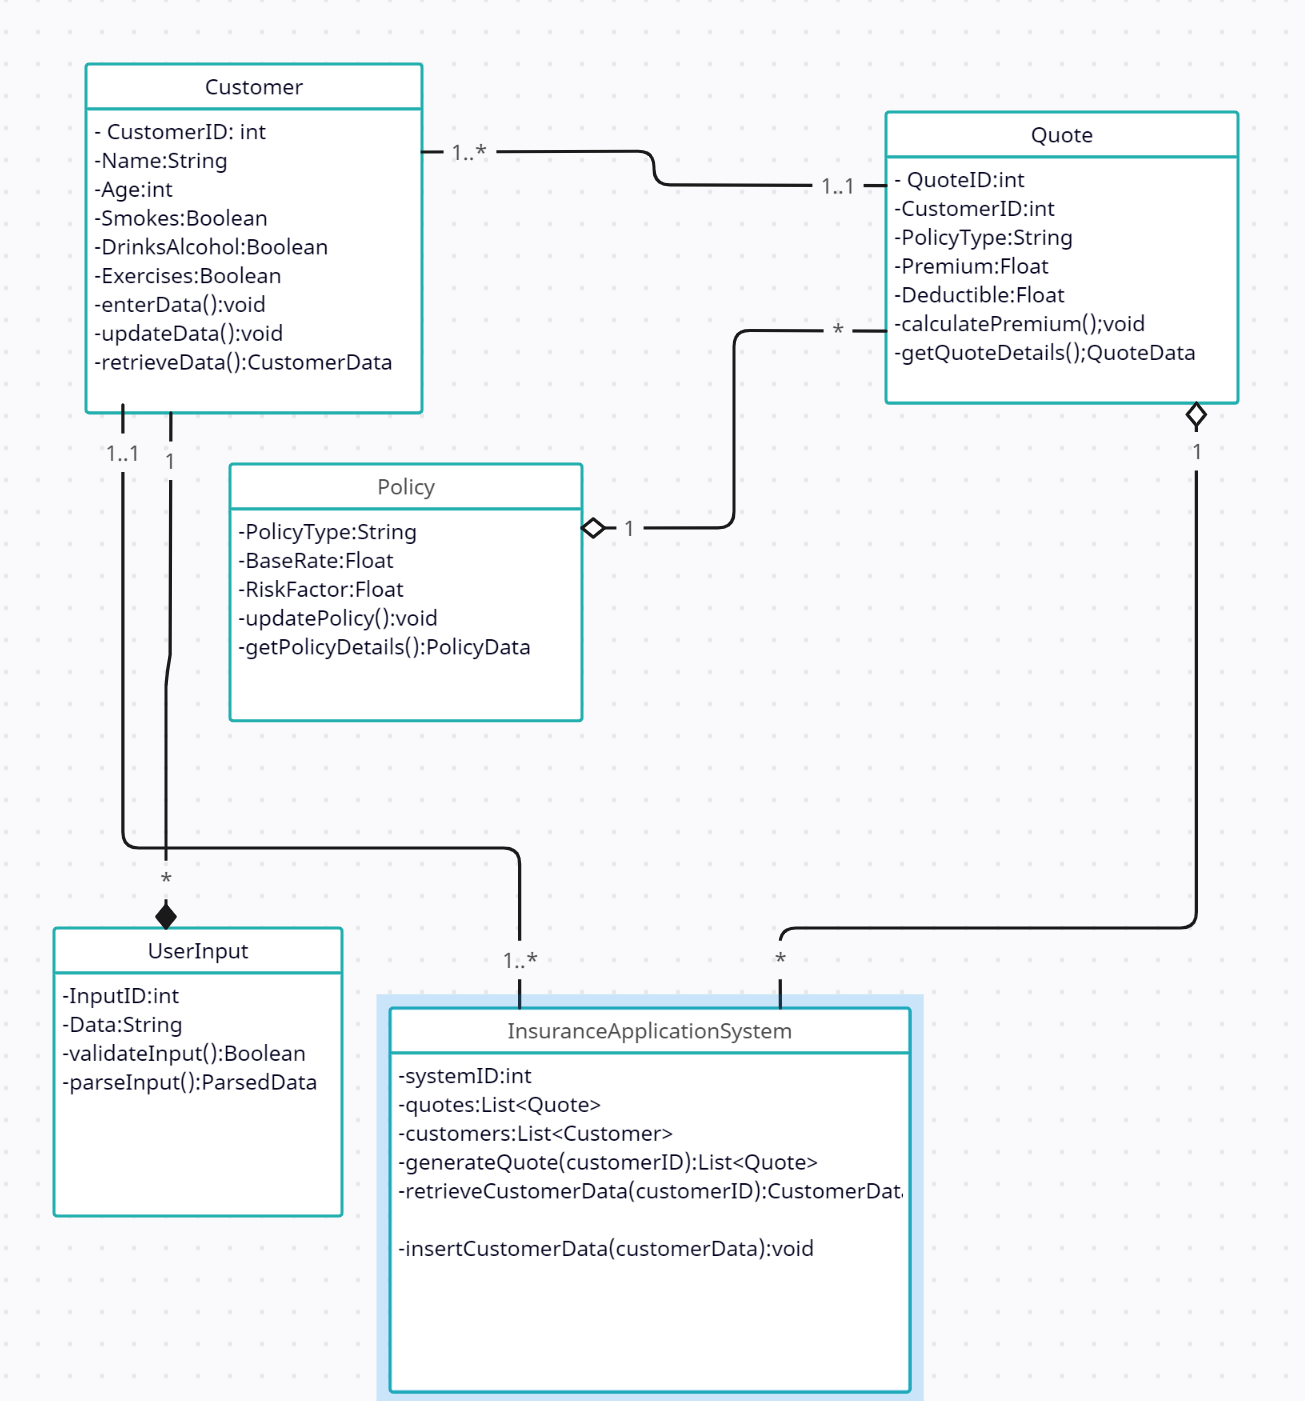 Customer
- CustomerID: int
-Name:String
-Age:int
-Smokes:Boolean
-DrinksAlcohol:Boolean
-Exercises:Boolean
-enterData():void
-updateData():void
-retrieveData():CustomerData
1..*
1..1
Quote
- QuoteID:int
-CustomerID:int
-PolicyType:String
-Premium:Float
-Deductible:Float
-calculatePremium();void
-getQuoteDetails();QuoteData
*
1..1
1
1
Policy
-PolicyType:String
-BaseRate:Float
-RiskFactor:Float
-updatePolicy():void
-getPolicyDetails():PolicyData
1
*
UserInput
-InputID:int
-Data:String
-validateInput():Boolean
-parseInput():ParsedData
1..*
*
InsuranceApplicationSystem
-systemID:int
-quotes:List<Quote>
-customers:List<Customer>
-generateQuote(customerID):List<Quote>
-retrieveCustomerData(customerID):CustomerData
-insertCustomerData(customerData):void